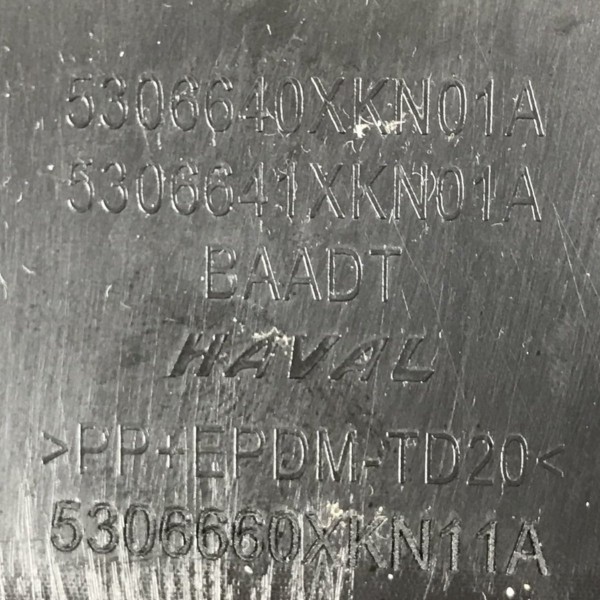 5306640XKN01A
5306641XKN01A
BAADT
HAVAL
>PP+EPDM-TD20<
5306660XKN11A